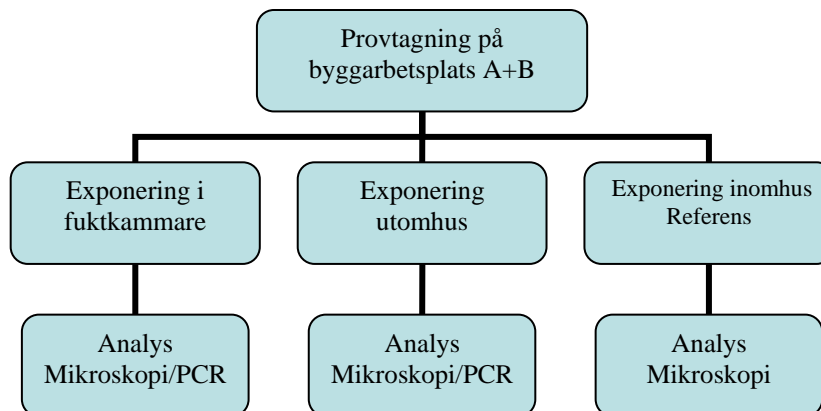 Provtagning på
byggarbetsplats A+B
Exponering i
fuktkammare
Exponering
utomhus
Exponering inomhus
Referens
Analys
Mikroskopi/PCR
Analys
Mikroskopi/PCR
Analys
Mikroskopi